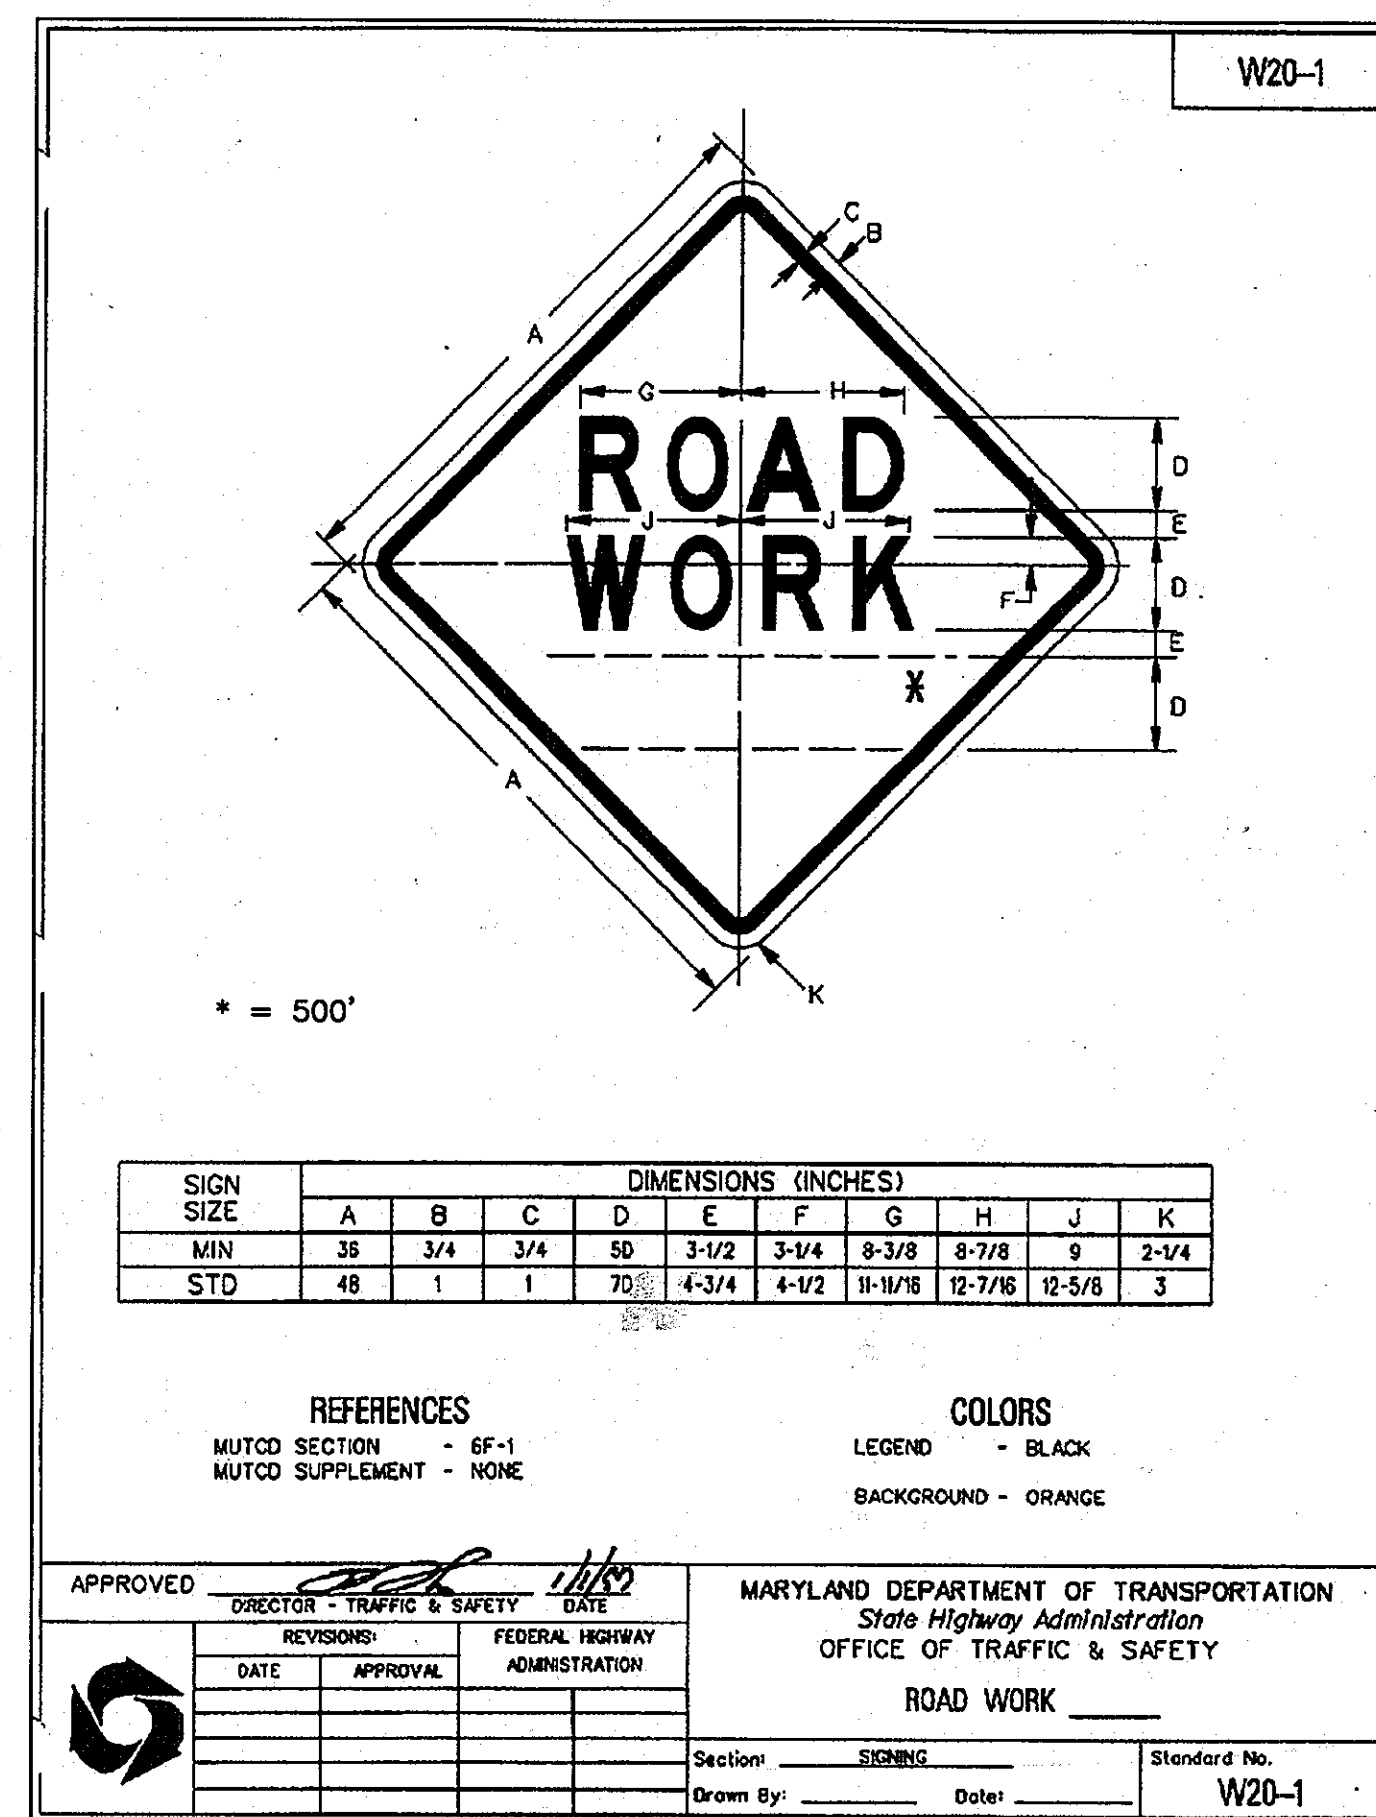 W20-1
C
B
A
G H
ROAD
D
J J
E
WORK
F
D
E
*
D
A
K
* = 500'
SIGN SIZE DIMENSIONS (INCHES)
A B C D E F G H J K
MIN 36 3/4 3/4 5D 3-1/2 3-1/4 8-3/8 8-7/8 9 2-1/4
STD 48 1 1 7D 4-3/4 4-1/2 11-11/16 12-7/16 12-5/8 3
REFERENCES
MUTCD SECTION - 6F-1
MUTCD SUPPLEMENT - NONE
COLORS
LEGEND - BLACK
BACKGROUND - ORANGE
APPROVED
DIRECTOR - TRAFFIC & SAFETY DATE
REVISIONS: FEDERAL HIGHWAY ADMINISTRATION
DATE APPROVAL
MARYLAND DEPARTMENT OF TRANSPORTATION
State Highway Administration
OFFICE OF TRAFFIC & SAFETY
ROAD WORK ____
Section: SIGNING
Drawn By: ____ Date: ____
Standard No.
W20-1